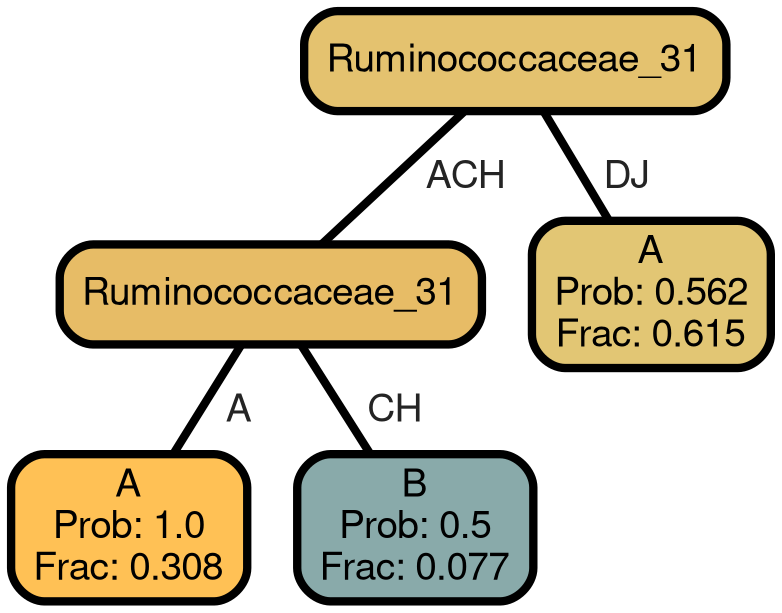 Ruminococcaceae_31
ACH
DJ
Ruminococcaceae_31
A
Prob: 0.562
Frac: 0.615
A
CH
A
Prob: 1.0
Frac: 0.308
B
Prob: 0.5
Frac: 0.077